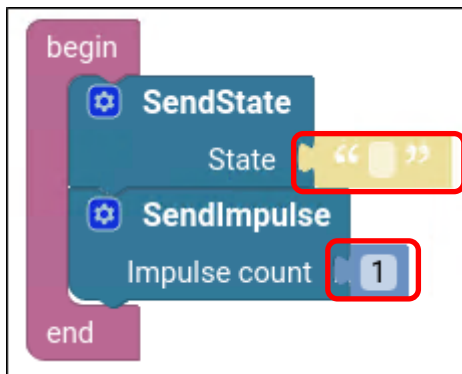 begin
SendState
State “ ”
SendImpulse
Impulse count 1
end